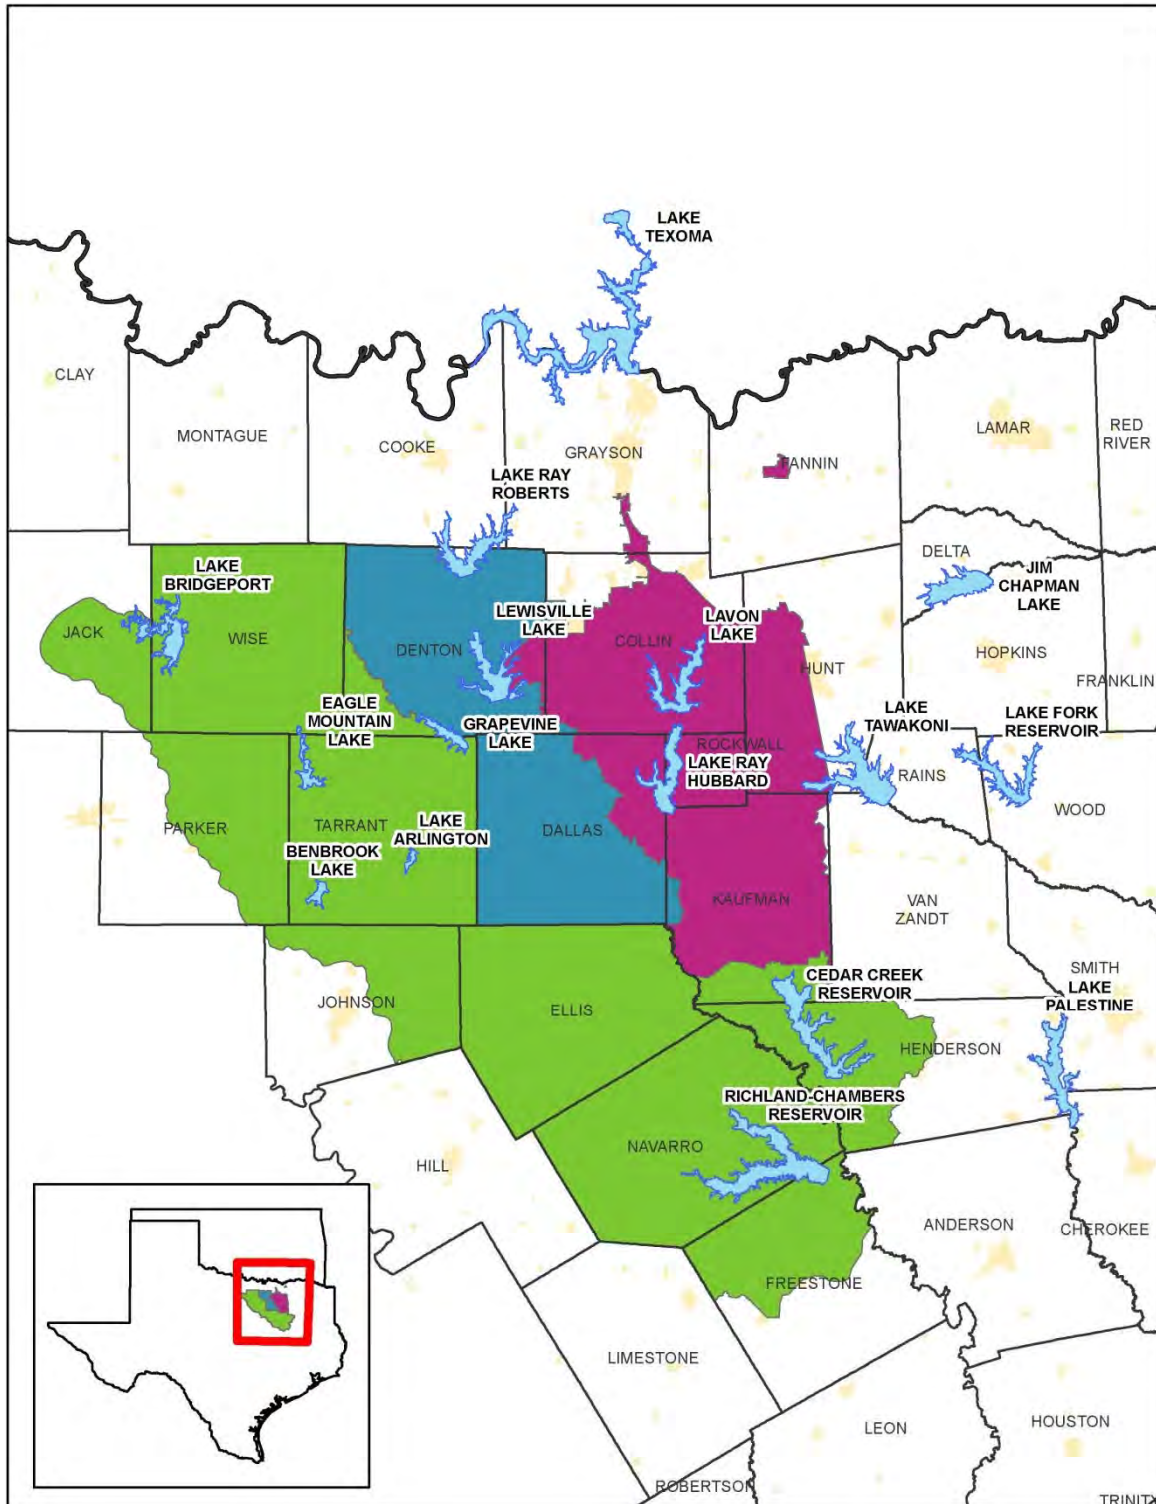 LAKE
TEXOMA
CLAY
MONTAGUE
COOKE
GRAYSON
LAMAR
RED
RIVER
FANNIN
LAKE RAY
ROBERTS
DELTA
JIM
CHAPMAN
LAKE
LAKE
BRIDGEPORT
JACK
WISE
DENTON
LEWISVILLE
LAKE
COLLIN
LAVON
LAKE
HUNT
HOPKINS
FRANKLIN
EAGLE
MOUNTAIN
LAKE
GRAPEVINE
LAKE
ROCKWALL
LAKE RAY
HUBBARD
LAKE
TAWAKONI
LAKE FORK
RESERVOIR
RAINS
WOOD
PARKER
TARRANT
LAKE
ARLINGTON
BENBROOK
LAKE
DALLAS
KAUFMAN
VAN
ZANDT
SMITH
LAKE
PALESTINE
CEDAR CREEK
RESERVOIR
JOHNSON
ELLIS
HENDERSON
RICHLAND-CHAMBERS
RESERVOIR
NAVARRO
HILL
ANDERSON
CHEROKEE
FREESTONE
LIMESTONE
LEON
HOUSTON
ROBERTSON
TRINITY